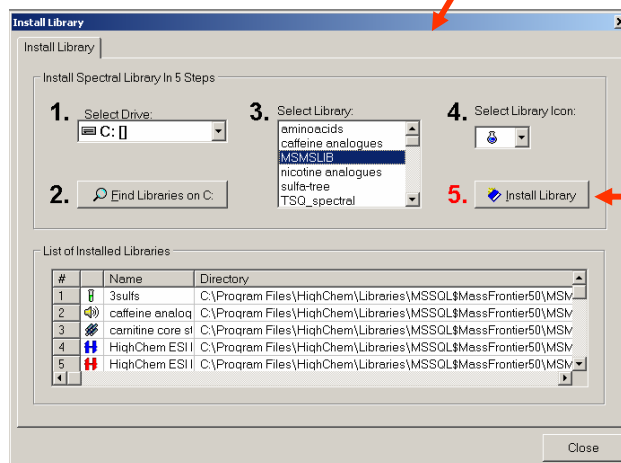 Install Library
Install Library
Install Spectral Library In 5 Steps
1. Select Drive:
C: []
2. Find Libraries on C:
3. Select Library:
aminoacids
caffeine analogues
MSMSLIB
nicotine analogues
sulfa-tree
TSQ_spectral
4. Select Library Icon:
5. Install Library
List of Installed Libraries
# Name Directory
1 3sulfs C:\Program Files\HighChem\Libraries\MSSQL$MassFrontier50\MSM
2 caffeine analog C:\Program Files\HighChem\Libraries\MSSQL$MassFrontier50\MSM
3 carnitine core st C:\Program Files\HighChem\Libraries\MSSQL$MassFrontier50\MSM
4 HighChem ESI l C:\Program Files\HighChem\Libraries\MSSQL$MassFrontier50\MSM
5 HighChem ESI l C:\Program Files\HighChem\Libraries\MSSQL$MassFrontier50\MSM
Close